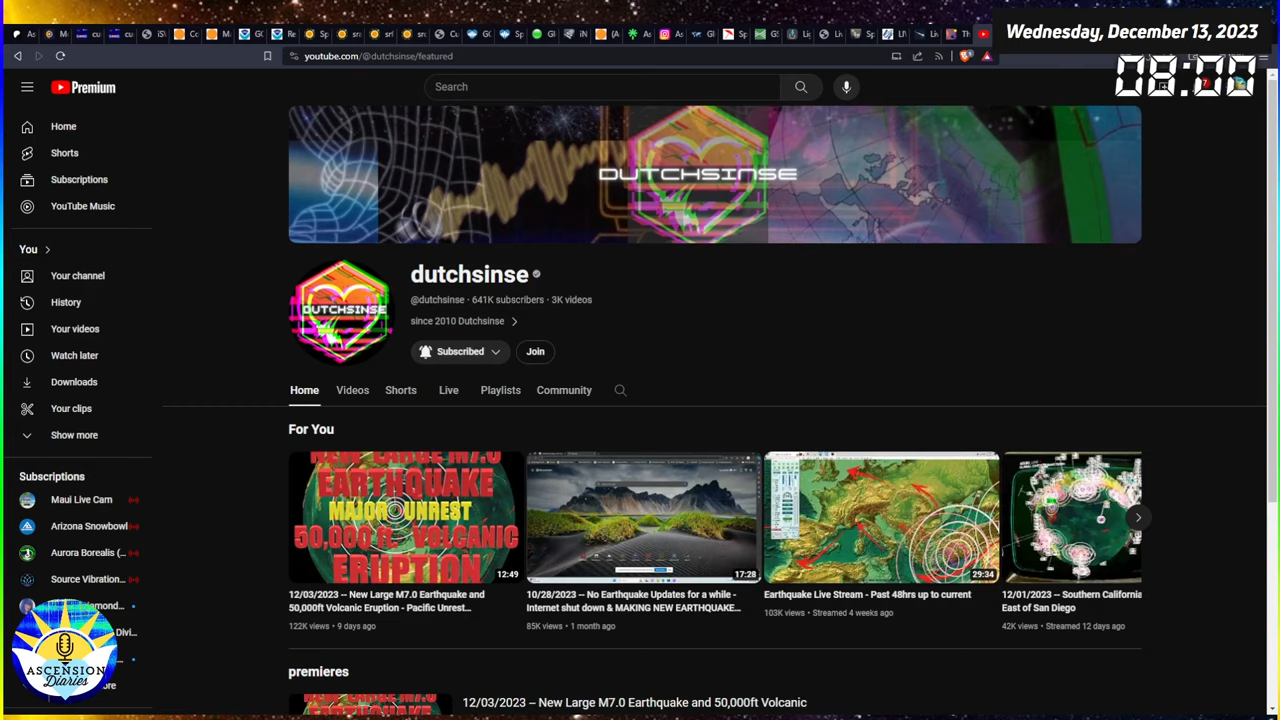 Wednesday, December 13, 2023
08:00
youtube.com/@dutchsinse/featured
Premium
Search
Home
Shorts
Subscriptions
YouTube Music
You
Your channel
History
Your videos
Watch later
Downloads
Your clips
Show more
Subscriptions
Maui Live Cam
Arizona Snowbowl
Aurora Borealis (...
Source Vibration...
ASCENSION
Diaries
DUTCHSINSE
DUTCHSINSE
dutchsinse
@dutchsinse · 641K subscribers · 3K videos
since 2010 Dutchsinse
Subscribed
Join
Home Videos Shorts Live Playlists Community
For You
NEW LARGE M7.0
EARTHQUAKE
MAJOR UNREST
50,000ft. VOLCANIC
ERUPTION
12:49
17:28
29:34
12/03/2023 -- New Large M7.0 Earthquake and
50,000ft Volcanic Eruption - Pacific Unrest...
122K views · 9 days ago
10/28/2023 -- No Earthquake Updates for a while -
Internet shut down & MAKING NEW EARTHQUAKE...
85K views · 1 month ago
Earthquake Live Stream - Past 48hrs up to current
103K views · Streamed 4 weeks ago
12/01/2023 -- Southern California
East of San Diego
42K views · Streamed 12 days ago
premieres
12/03/2023 -- New Large M7.0 Earthquake and 50,000ft Volcanic